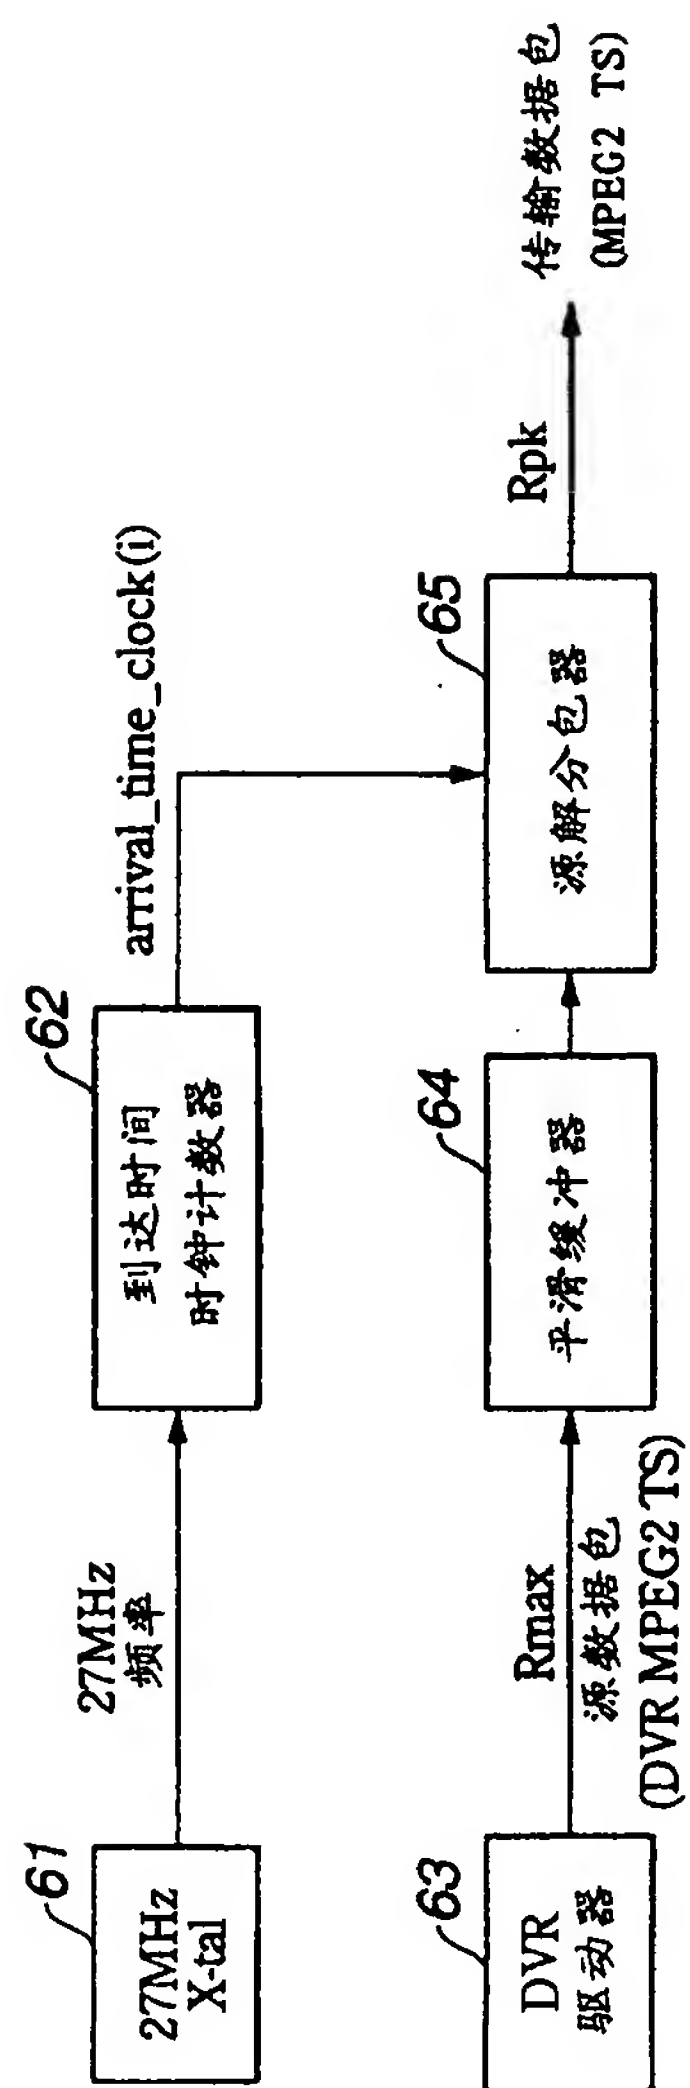 61
27MHz
X-tal
27MHz
频率
62
到达时间
时钟计数器
arrival_time_clock(i)
63
DVR
驱动器
Rmax
源数据包
(DVR MPEG2 TS)
64
平滑缓冲器
65
源解分包器
Rpk
传输数据包
(MPEG2 TS)